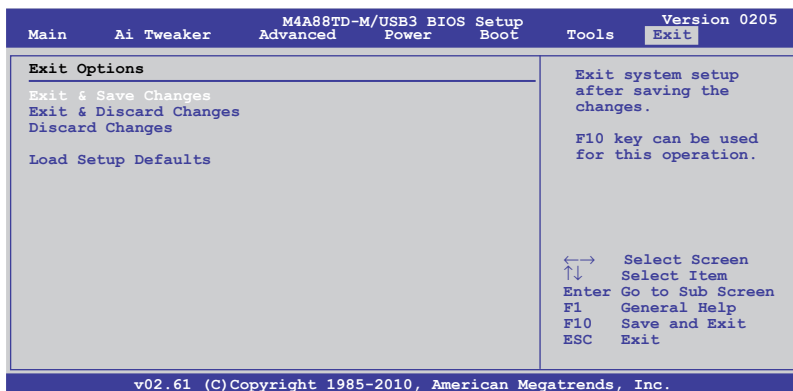 M4A88TD-M/USB3 BIOS Setup Version 0205
Main Ai Tweaker Advanced Power Boot Tools Exit
Exit Options
Exit & Save Changes
Exit & Discard Changes
Discard Changes
Load Setup Defaults
Exit system setup
after saving the
changes.
F10 key can be used
for this operation.
←→ Select Screen
↑↓ Select Item
Enter Go to Sub Screen
F1 General Help
F10 Save and Exit
ESC Exit
v02.61 (C)Copyright 1985-2010, American Megatrends, Inc.